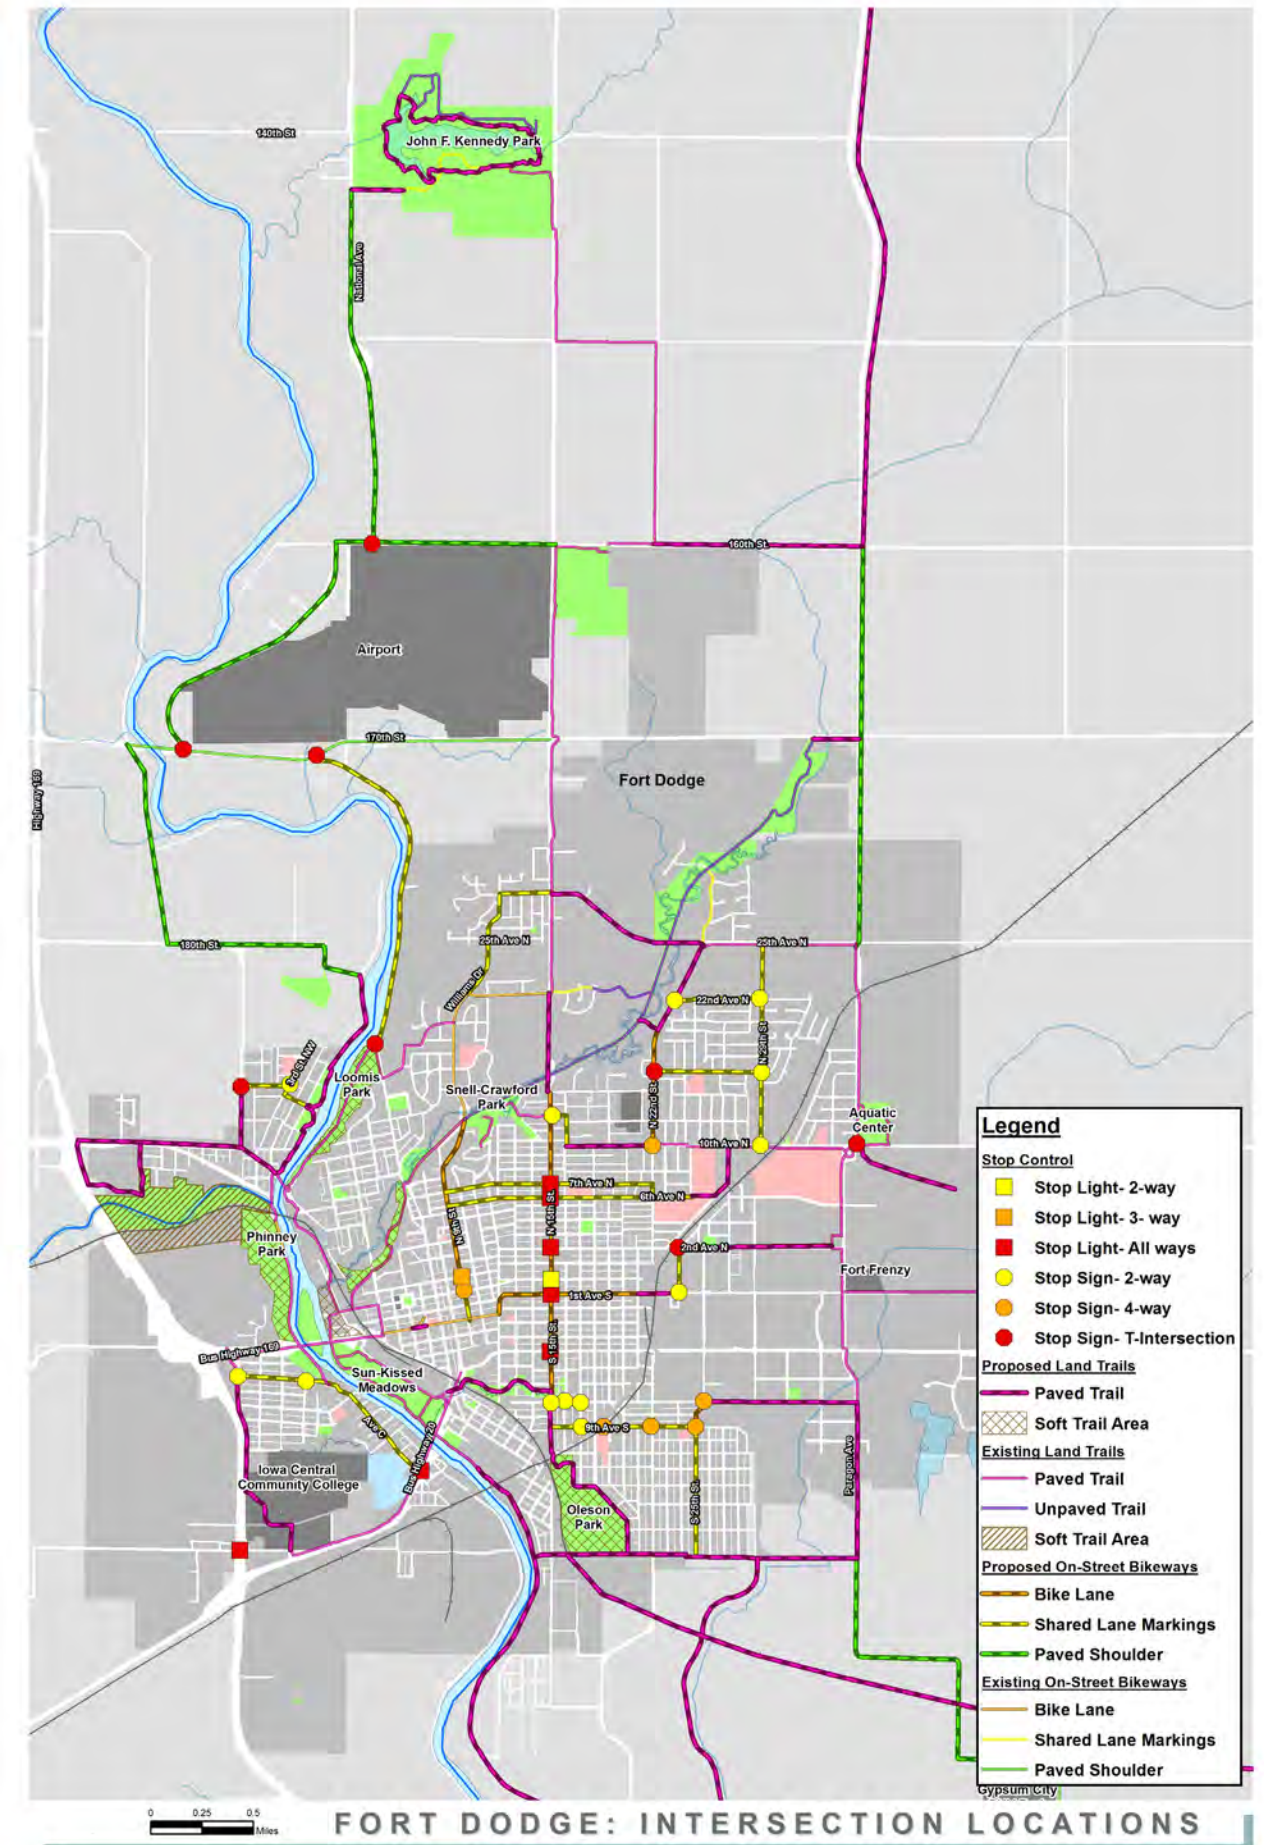 140th St
John F. Kennedy Park
National Ave
160th St.
Airport
170th St
Highway 169
Fort Dodge
25th Ave N
25th Ave N
180th St.
Williams Dr
22nd Ave N
N 29th St
3rd St. NW
Loomis
Park
Snell-Crawford
Park
N 22nd St
Aquatic
Center
10th Ave N
7th Ave N
6th Ave N
N 15th St.
N 9th St
Phinney
Park
2nd Ave N
Fort Frenzy
1st Ave S
Bus Highway 169
S 15th St.
Sun-Kissed
Meadows
Ave C
9th Ave S
Bus Highway 20
Iowa Central
Community College
Paragon Ave
S 25th St.
Oleson
Park
Legend
Stop Control
Stop Light- 2-way
Stop Light- 3- way
Stop Light- All ways
Stop Sign- 2-way
Stop Sign- 4-way
Stop Sign- T-Intersection
Proposed Land Trails
Paved Trail
Soft Trail Area
Existing Land Trails
Paved Trail
Unpaved Trail
Soft Trail Area
Proposed On-Street Bikeways
Bike Lane
Shared Lane Markings
Paved Shoulder
Existing On-Street Bikeways
Bike Lane
Shared Lane Markings
Paved Shoulder
Gypsum City
0 0.25 0.5
Miles
FORT DODGE: INTERSECTION LOCATIONS